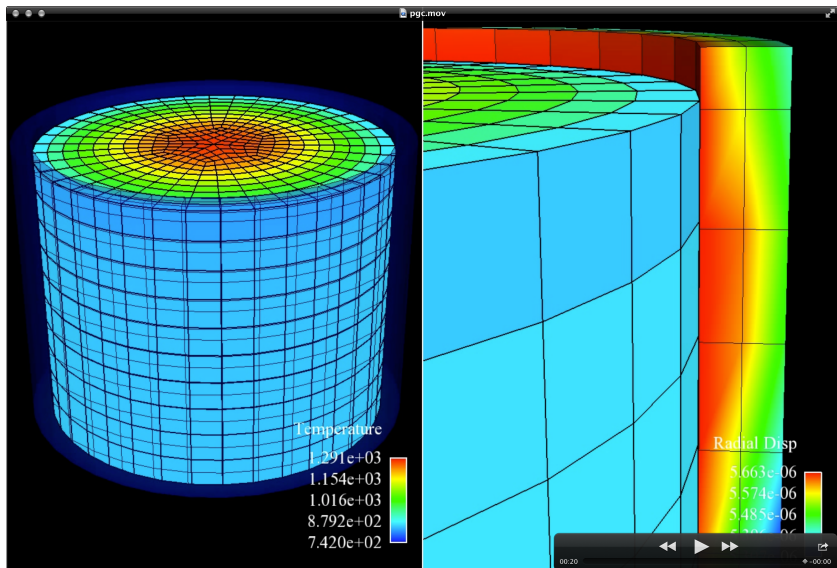 pgc.mov
Temperature
1.291e+03
1.154e+03
1.016e+03
8.792e+02
7.420e+02
Radial Disp
5.663e-06
5.574e-06
5.485e-06
00:20
-00:00